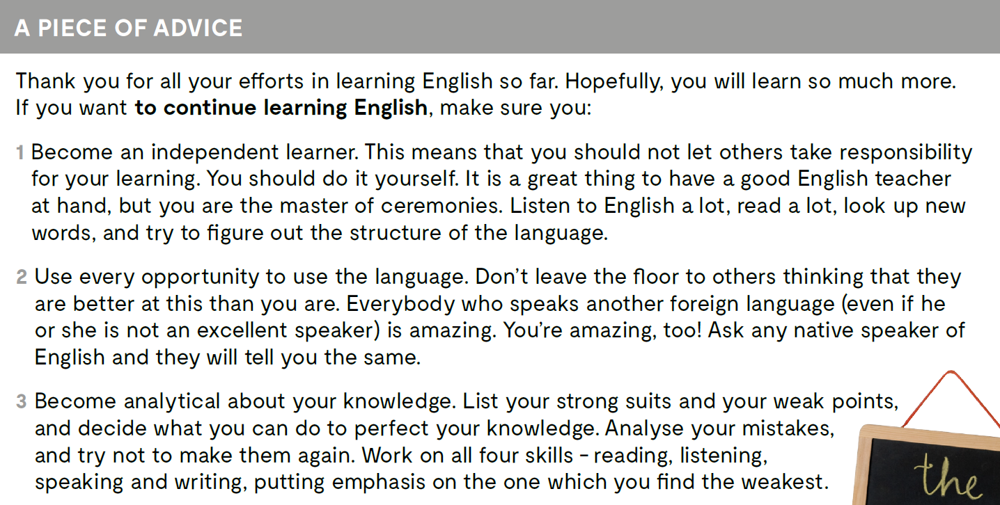 A PIECE OF ADVICE
Thank you for all your efforts in learning English so far. Hopefully, you will learn so much more.
If you want to continue learning English, make sure you:
1 Become an independent learner. This means that you should not let others take responsibility
for your learning. You should do it yourself. It is a great thing to have a good English teacher
at hand, but you are the master of ceremonies. Listen to English a lot, read a lot, look up new
words, and try to figure out the structure of the language.
2 Use every opportunity to use the language. Don't leave the floor to others thinking that they
are better at this than you are. Everybody who speaks another foreign language (even if he
or she is not an excellent speaker) is amazing. You're amazing, too! Ask any native speaker of
English and they will tell you the same.
3 Become analytical about your knowledge. List your strong suits and your weak points,
and decide what you can do to perfect your knowledge. Analyse your mistakes,
and try not to make them again. Work on all four skills – reading, listening,
speaking and writing, putting emphasis on the one which you find the weakest.
the